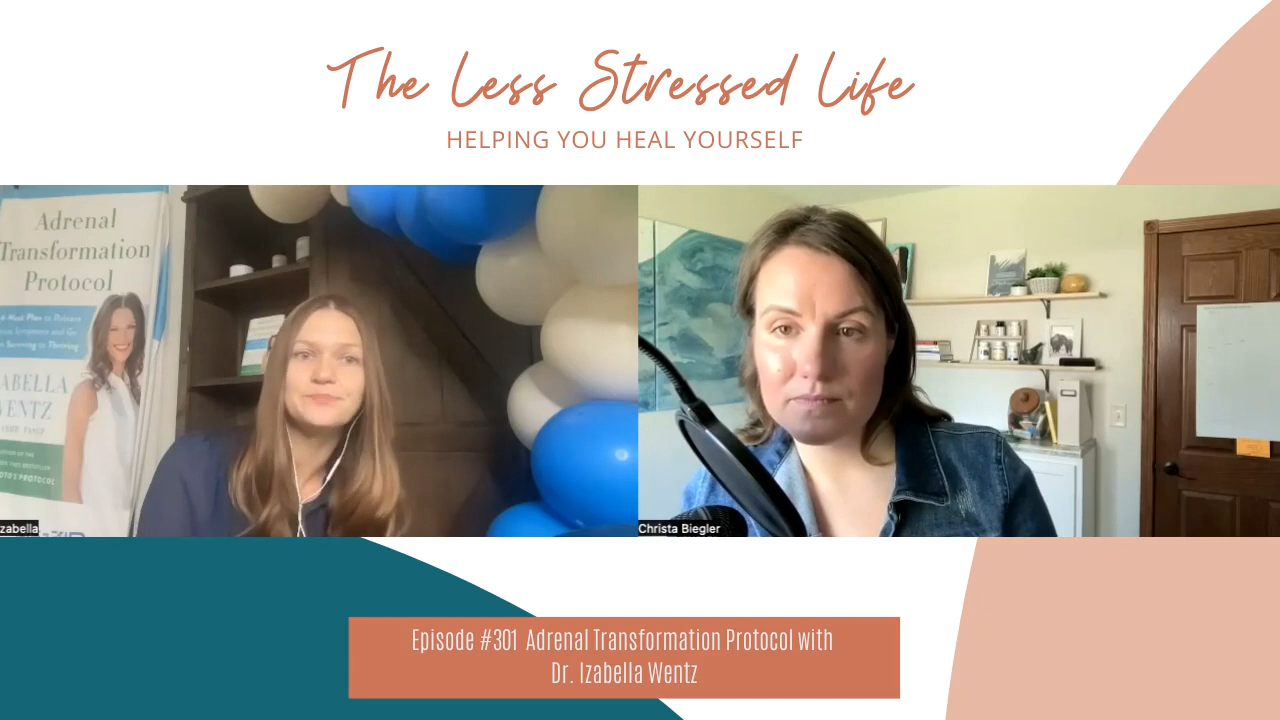 The Less Stressed Life
HELPING YOU HEAL YOURSELF
Adrenal
Transformation
Protocol
ABELLA
WENTZ
zabella
Christa Biegler
Episode #301 Adrenal Transformation Protocol with
Dr. Izabella Wentz